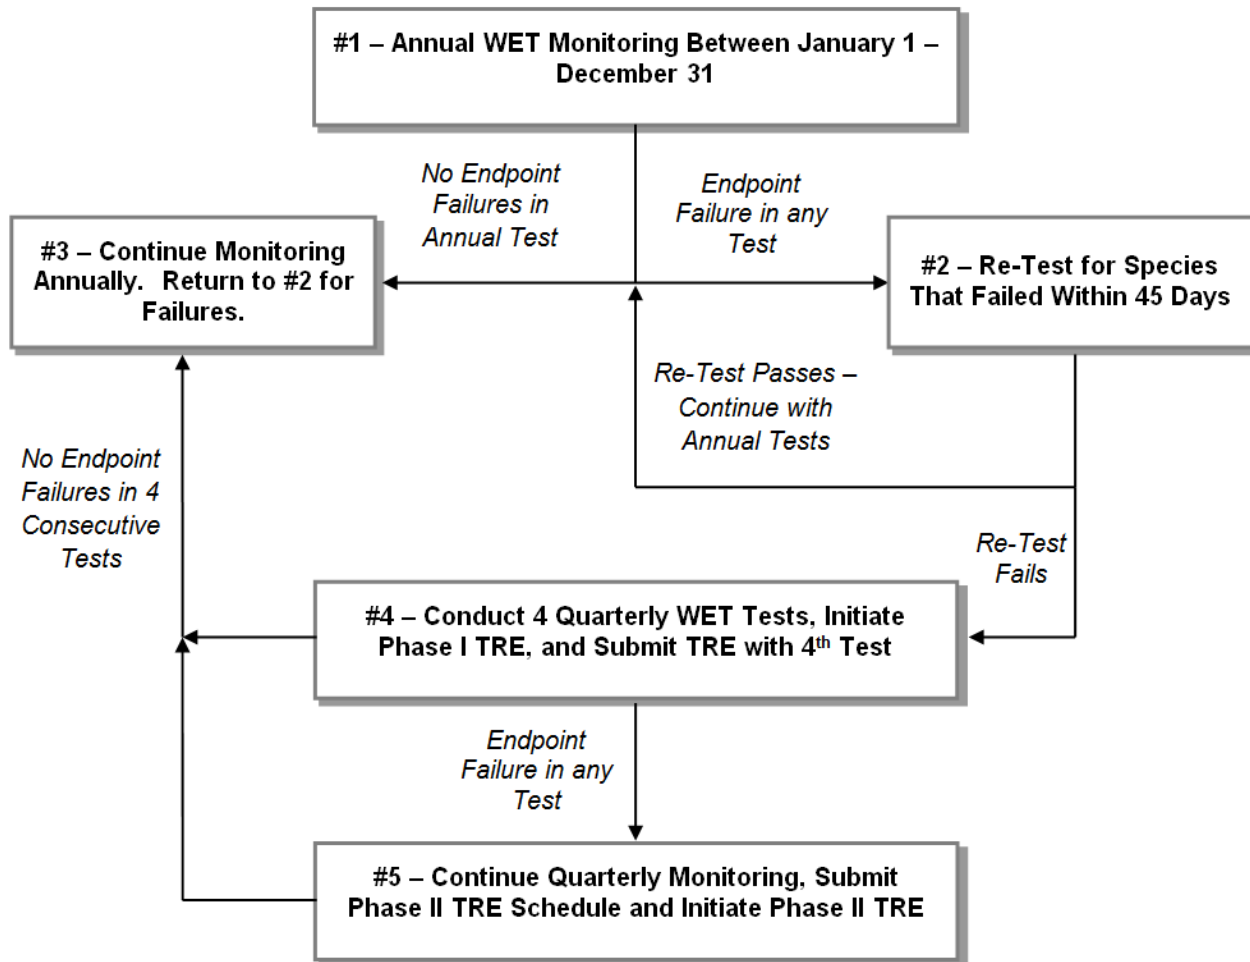 #1 – Annual WET Monitoring Between January 1 –
December 31
No Endpoint
Failures in
Annual Test
Endpoint
Failure in any
Test
#3 – Continue Monitoring
Annually. Return to #2 for
Failures.
#2 – Re-Test for Species
That Failed Within 45 Days
Re-Test Passes –
Continue with
Annual Tests
No Endpoint
Failures in 4
Consecutive
Tests
Re-Test
Fails
#4 – Conduct 4 Quarterly WET Tests, Initiate
Phase I TRE, and Submit TRE with 4th Test
Endpoint
Failure in any
Test
#5 – Continue Quarterly Monitoring, Submit
Phase II TRE Schedule and Initiate Phase II TRE